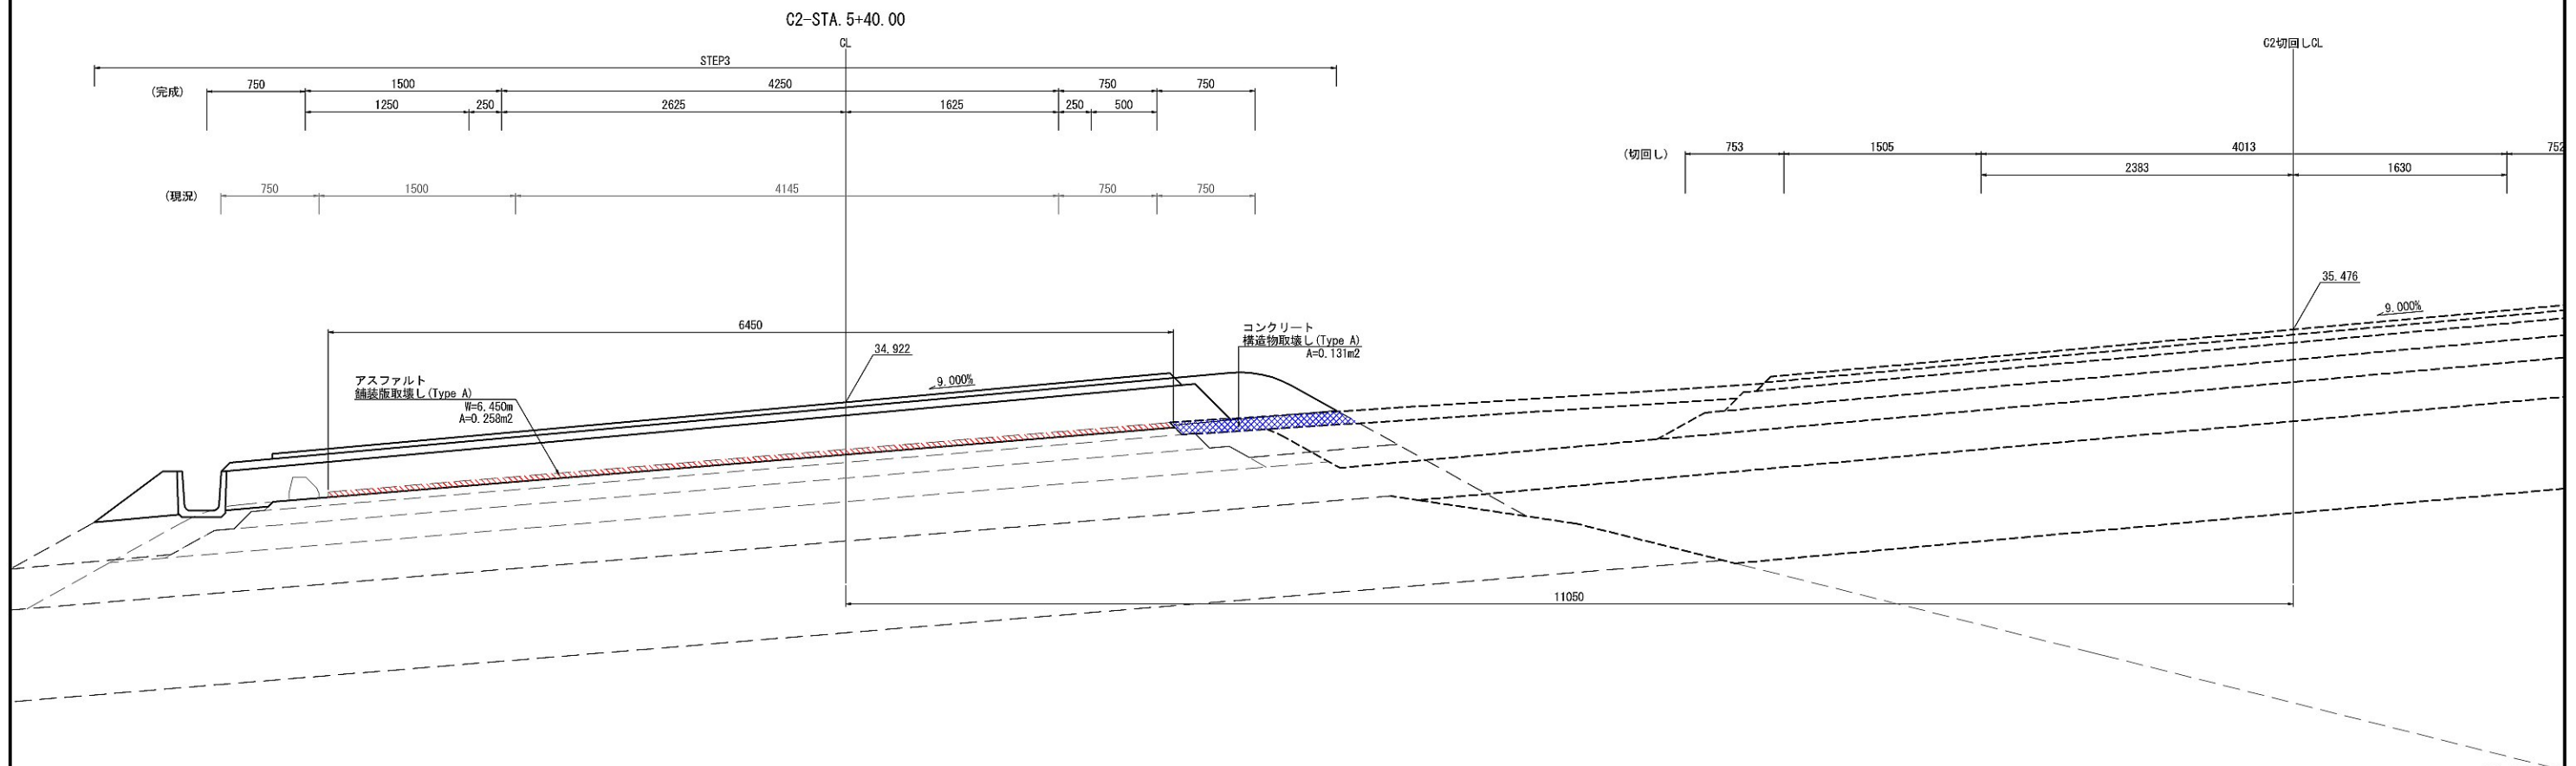 C2-STA. 5+40.00
CL
C2切回しCL
STEP3
(完成)
750
1500
4250
750
750
1250
250
2625
1625
250
500
(切回し)
753
1505
4013
752
2383
1630
(現況)
750
1500
4145
750
750
35.476
9.000%
6450
コンクリート
構造物取壊し(Type A)
A=0.131m2
34.922
9.000%
アスファルト
舗装版取壊し(Type A)
W=6.450m
A=0.258m2
11050